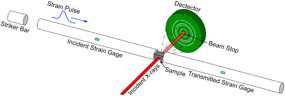 Striker Bar
Strain Pulse
Dectector
Beam Stop
Incident Strain Gage
Incident X-rays
Sample
Transmitted Strain Gage